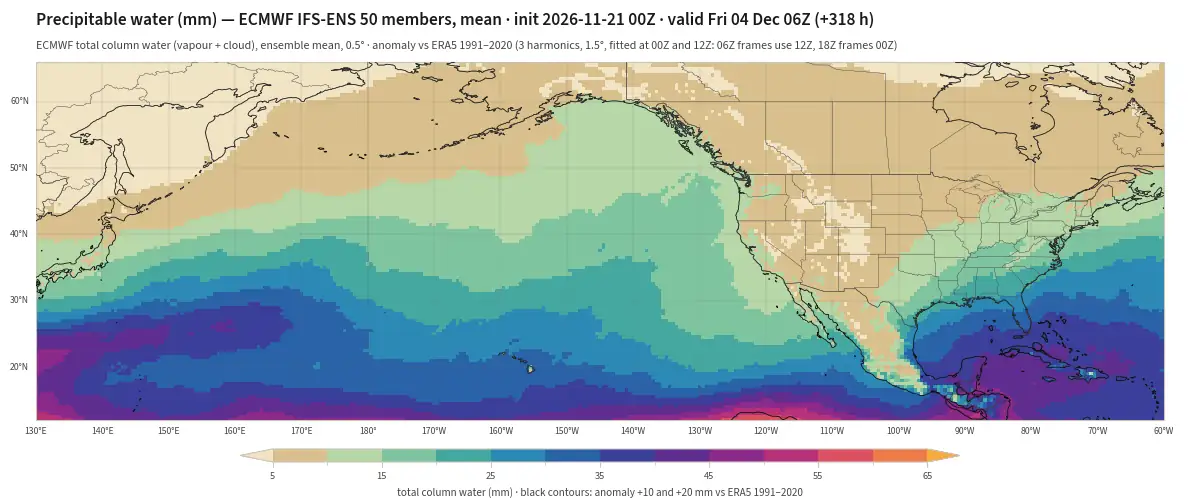 Precipitable water (mm) — ECMWF IFS-ENS 50 members, mean · init 2026-11-21 00Z · valid Fri 04 Dec 06Z (+318 h)
ECMWF total column water (vapour + cloud), ensemble mean, 0.5° · anomaly vs ERA5 1991–2020 (3 harmonics, 1.5°, fitted at 00Z and 12Z: 06Z frames use 12Z, 18Z frames 00Z)
60°N
50°N
40°N
30°N
20°N
130°E 140°E 150°E 160°E 170°E 180° 170°W 160°W 150°W 140°W 130°W 120°W 110°W 100°W 90°W 80°W 70°W 60°W
5 15 25 35 45 55 65
total column water (mm) · black contours: anomaly +10 and +20 mm vs ERA5 1991–2020